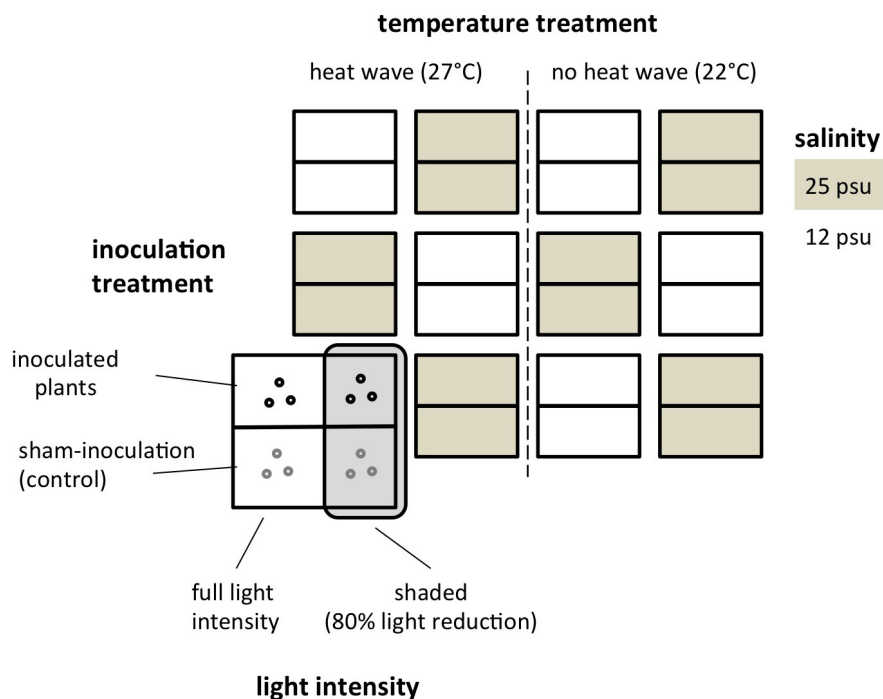 temperature treatment
heat wave (27°C)
no heat wave (22°C)
salinity
25 psu
12 psu
inoculation
treatment
inoculated
plants
sham-inoculation
(control)
full light
intensity
shaded
(80% light reduction)
light intensity